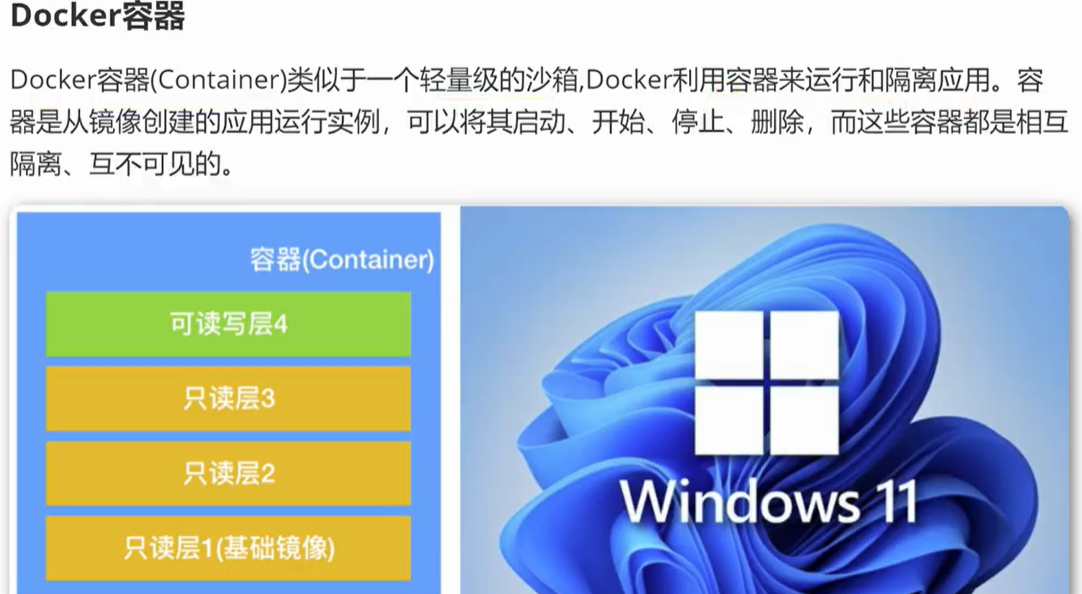 Docker容器
Docker容器(Container)类似于一个轻量级的沙箱,Docker利用容器来运行和隔离应用。容
器是从镜像创建的应用运行实例，可以将其启动、开始、停止、删除，而这些容器都是相互
隔离、互不可见的。
容器(Container)
可读写层4
只读层3
只读层2
只读层1(基础镜像)
Windows 11